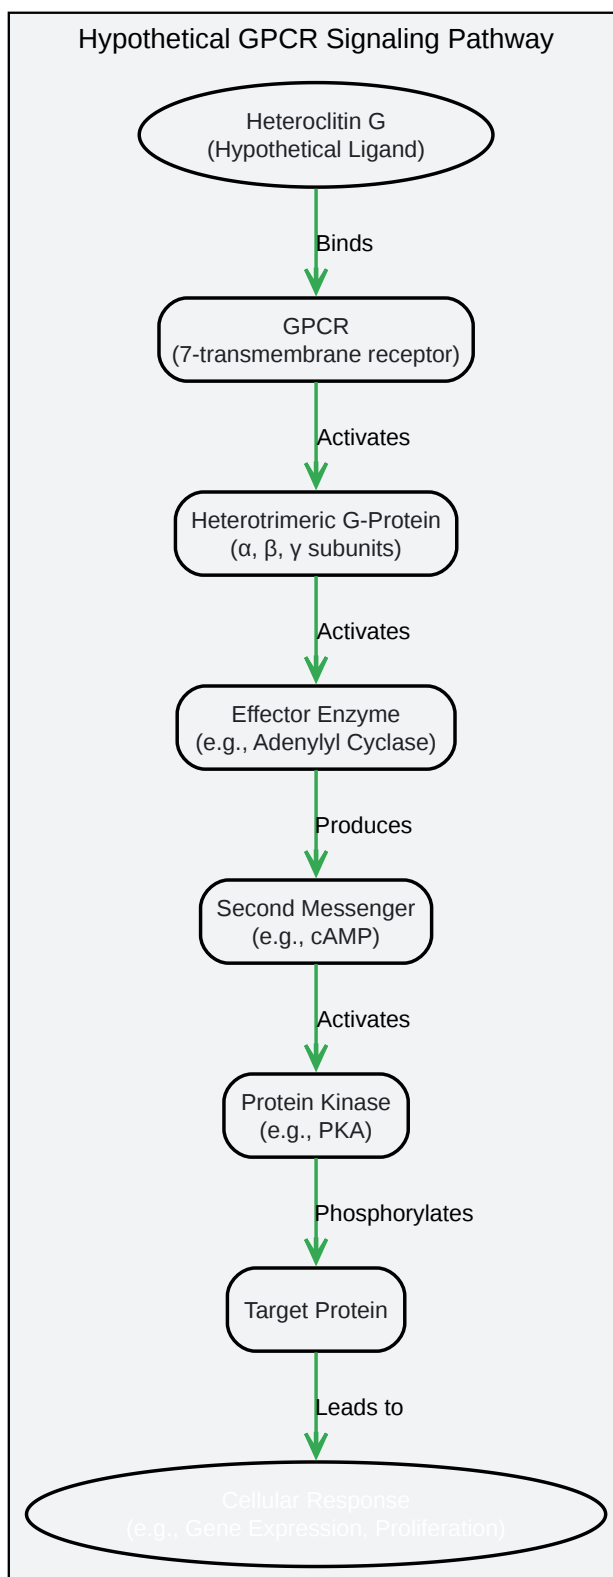 Hypothetical GPCR Signaling Pathway
Heteroclitin G
(Hypothetical Ligand)
Binds
GPCR
(7-transmembrane receptor)
Activates
Heterotrimeric G-Protein
(α, β, γ subunits)
Activates
Effector Enzyme
(e.g., Adenylyl Cyclase)
Produces
Second Messenger
(e.g., cAMP)
Activates
Protein Kinase
(e.g., PKA)
Phosphorylates
Target Protein
Leads to
Cellular Response
(e.g., Gene Expression, Proliferation)